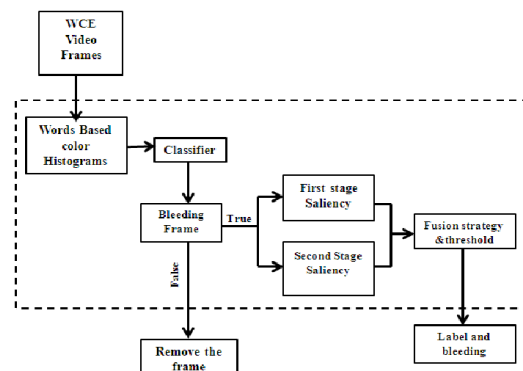 WCE
Video
Frames
Words Based
color
Histograms
Classifier
Bleeding
Frame
True
False
First stage
Saliency
Second Stage
Saliency
Fusion strategy
&threshold
Remove the
frame
Label and
bleeding